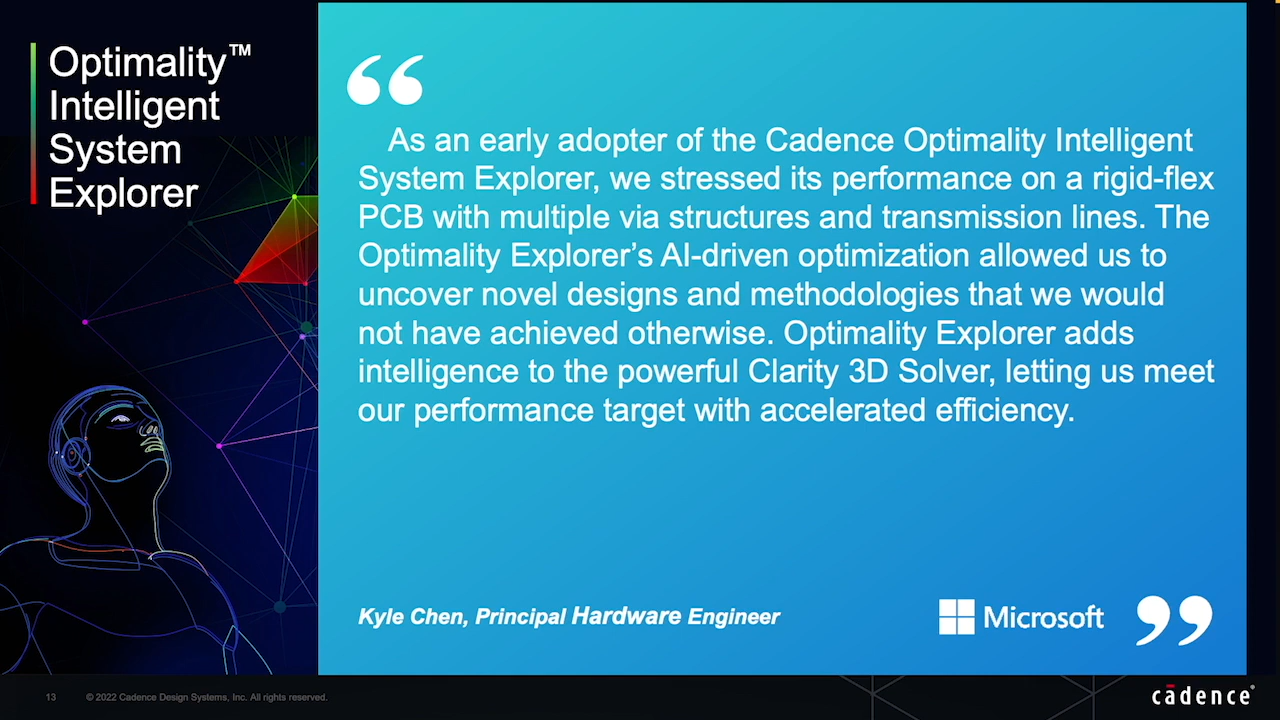 Optimality™
Intelligent
System
Explorer
“
As an early adopter of the Cadence Optimality Intelligent
System Explorer, we stressed its performance on a rigid-flex
PCB with multiple via structures and transmission lines. The
Optimality Explorer’s AI-driven optimization allowed us to
uncover novel designs and methodologies that we would
not have achieved otherwise. Optimality Explorer adds
intelligence to the powerful Clarity 3D Solver, letting us meet
our performance target with accelerated efficiency.
Kyle Chen, Principal Hardware Engineer
Microsoft
”
13 © 2022 Cadence Design Systems, Inc. All rights reserved.
cādence®